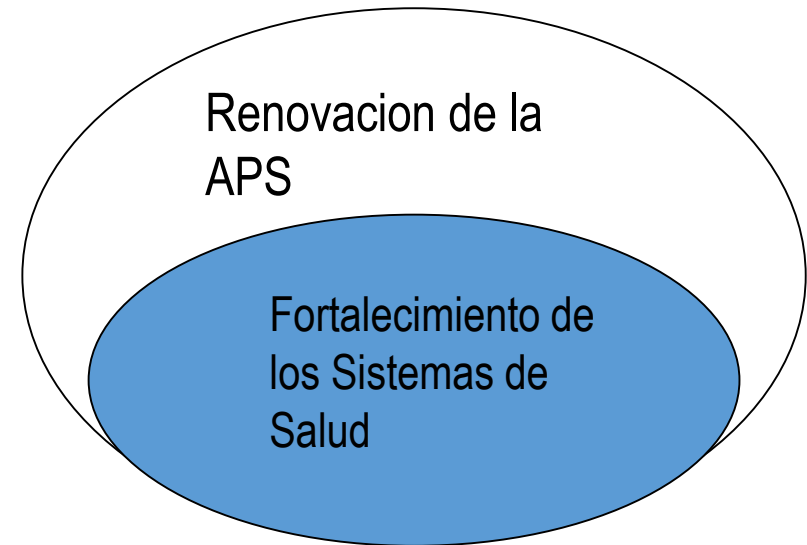 Renovacion de la
APS
Fortalecimiento de
los Sistemas de
Salud